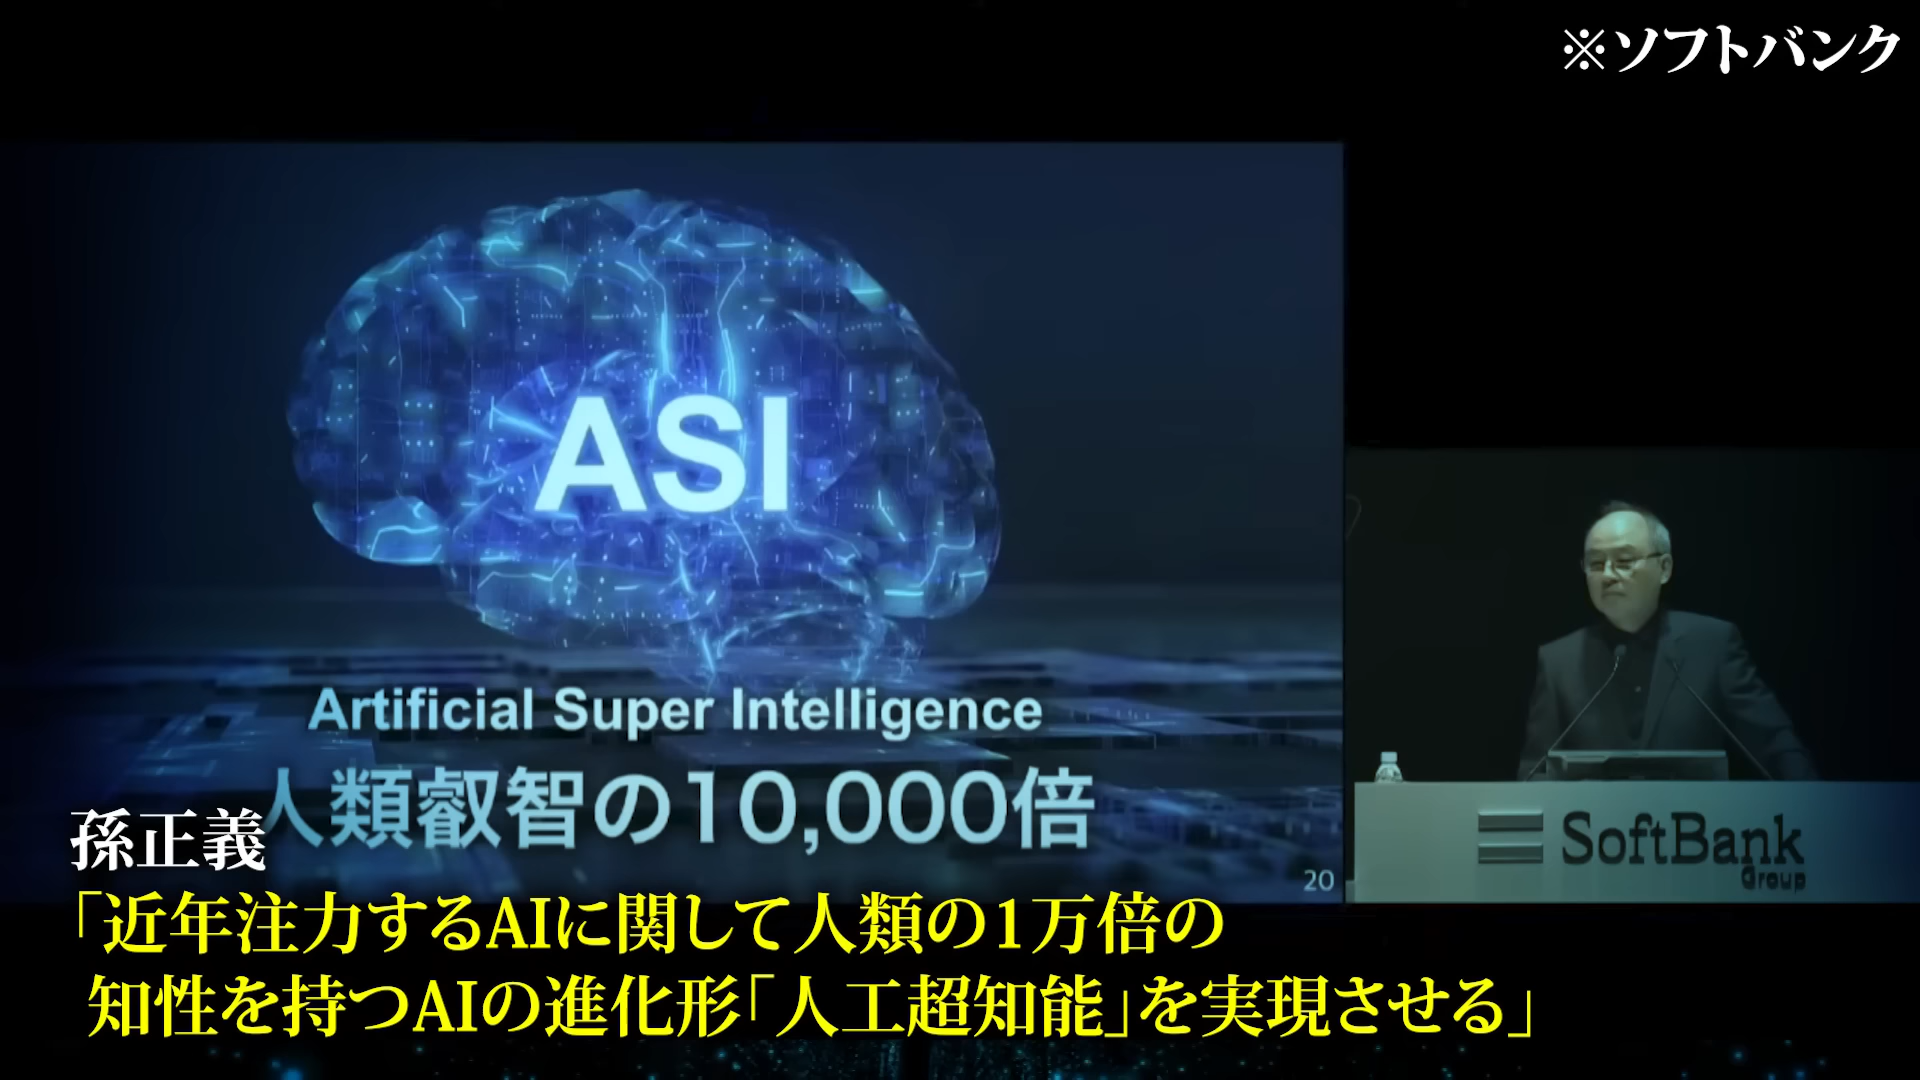 ※ソフトバンク
ASI
Artificial Super Intelligence
人類叡智の10,000倍
20
SoftBank
Group
孫正義
「近年注力するAIに関して人類の1万倍の
知性を持つAIの進化形「人工超知能」を実現させる」